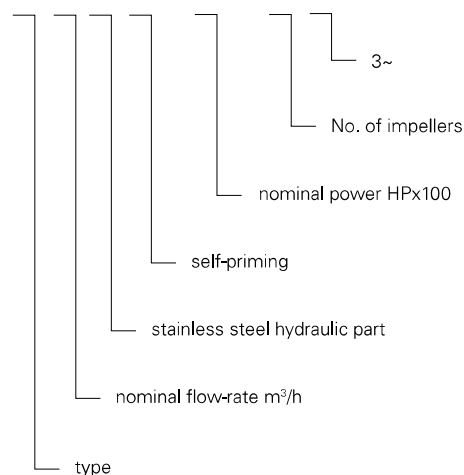 3~
No. of impellers
nominal power HPx100
self-priming
stainless steel hydraulic part
nominal flow-rate m³/h
type